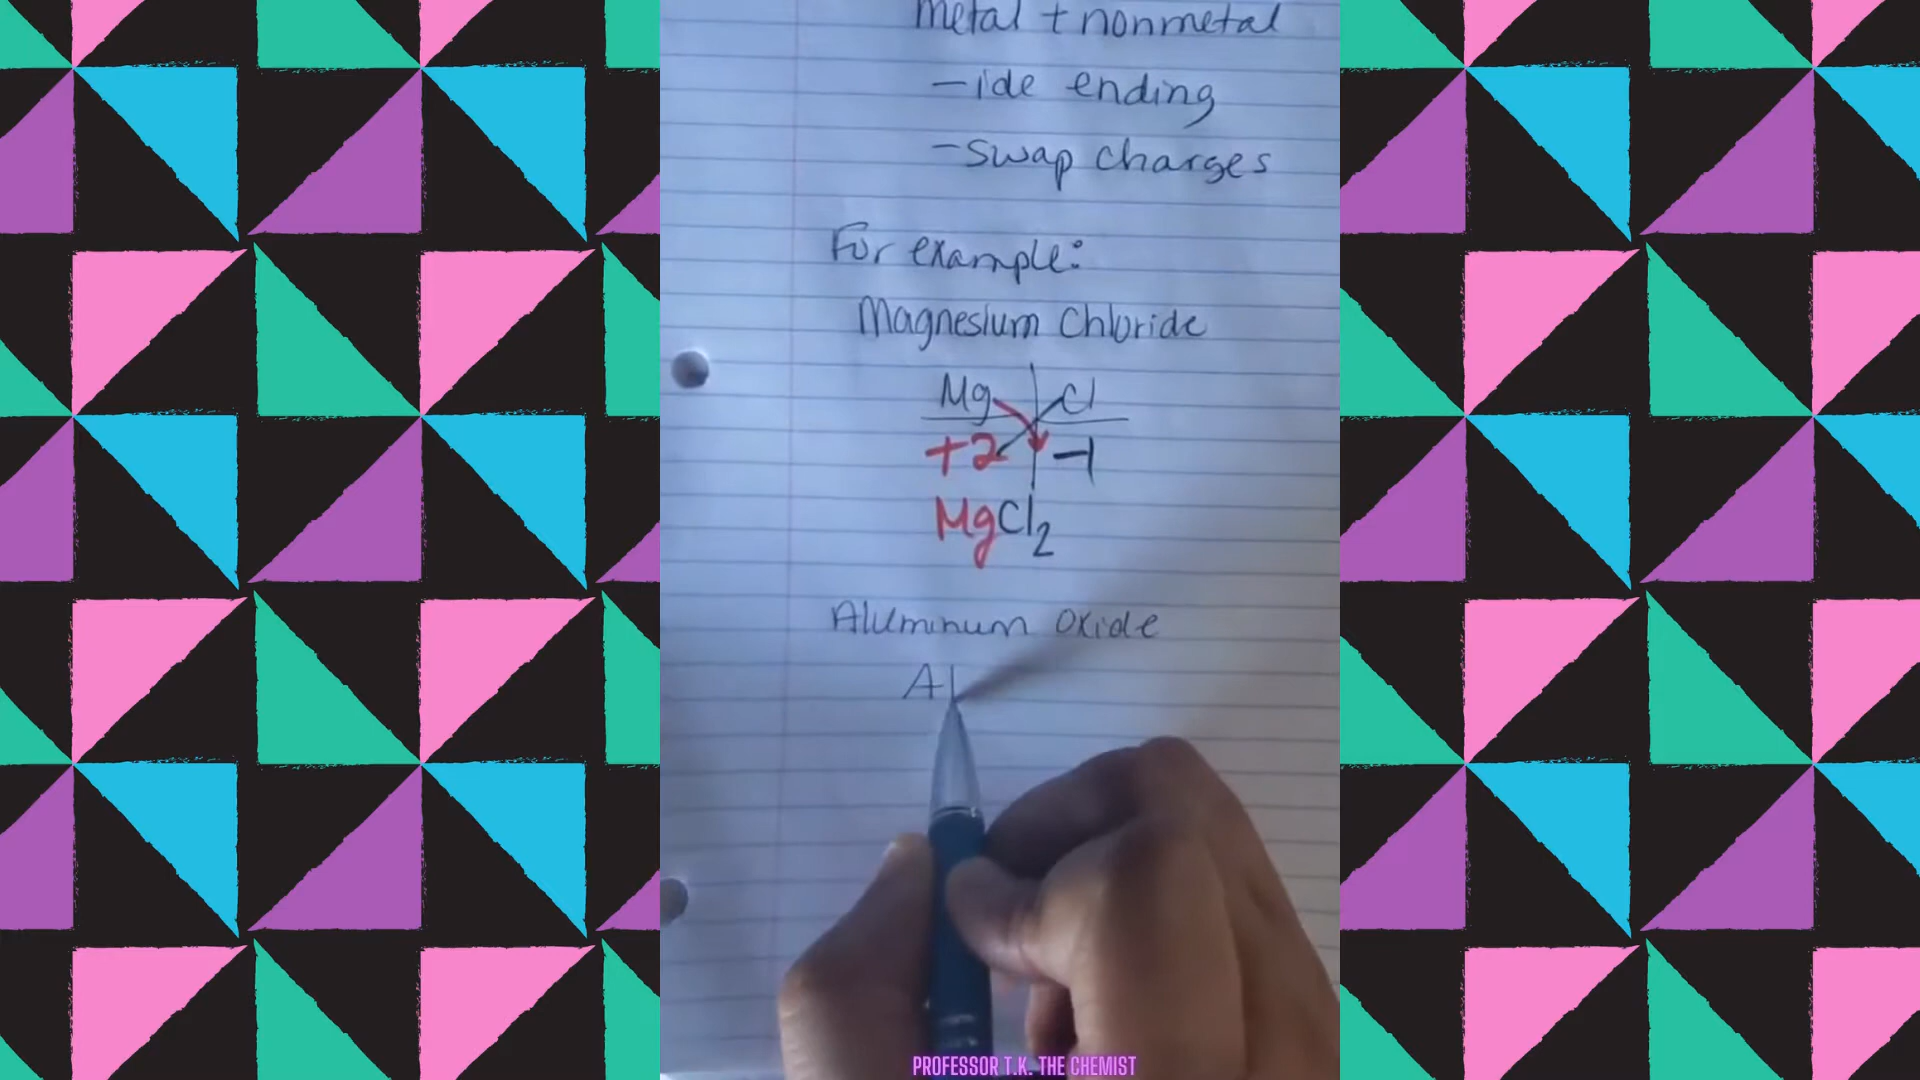 Metal + nonmetal
-ide ending
-swap charges
For example:
Magnesium Chloride
Mg Cl
+2 -1
MgCl2
Aluminum Oxide
Al
PROFESSOR T.K. THE CHEMIST